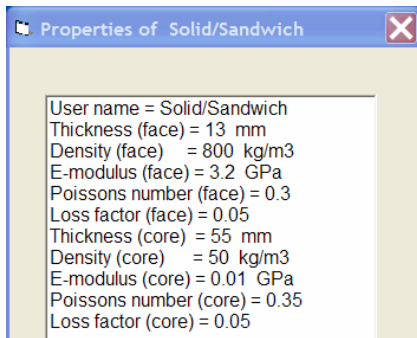 Properties of Solid/Sandwich
User name = Solid/Sandwich
Thickness (face) = 13 mm
Density (face) = 800 kg/m3
E-modulus (face) = 3.2 GPa
Poissons number (face) = 0.3
Loss factor (face) = 0.05
Thickness (core) = 55 mm
Density (core) = 50 kg/m3
E-modulus (core) = 0.01 GPa
Poissons number (core) = 0.35
Loss factor (core) = 0.05